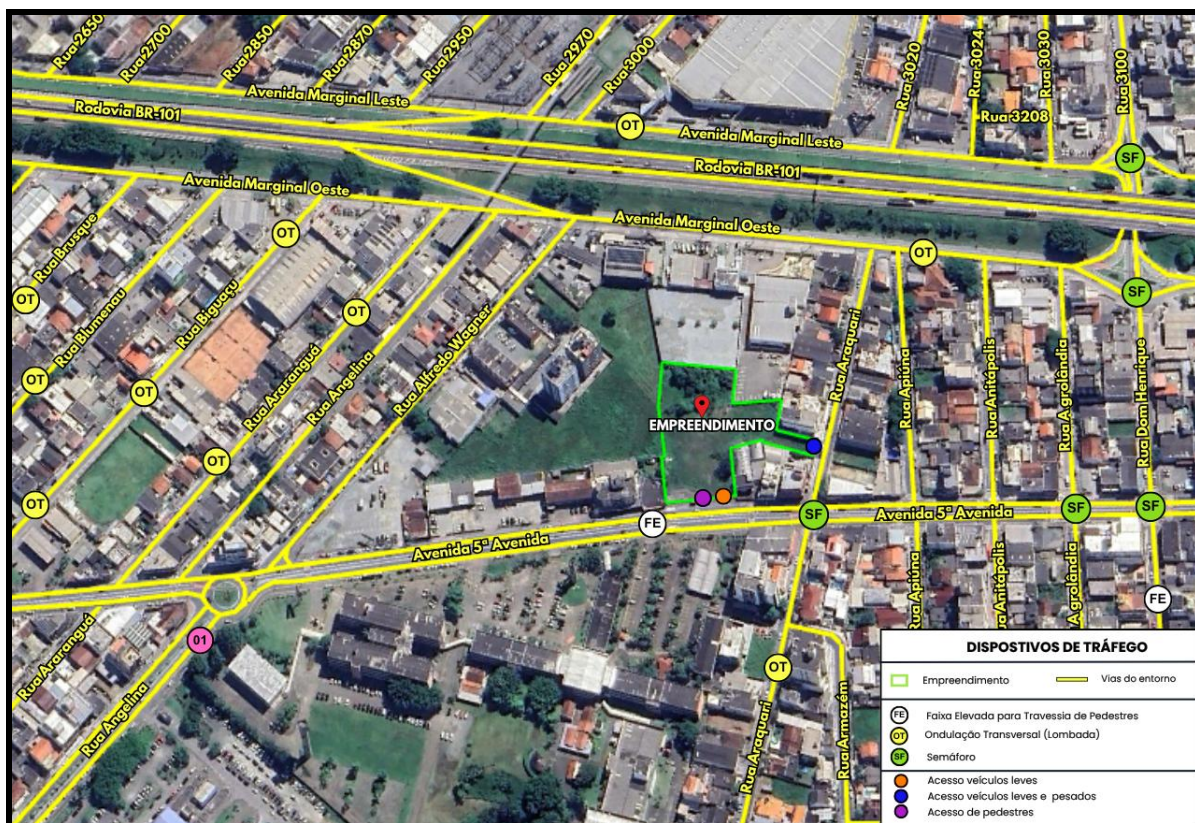 Rua 2650
Rua 2700
Rua 2850
Rua 2870
Rua 2950
Rua 2970
Rua 3000
Rua 3020
Rua 3024
Rua 3030
Rua 3100
Avenida Marginal Leste
Rodovia BR-101
OT
Avenida Marginal Leste
Rua 3208
SF
Rodovia BR-101
Avenida Marginal Oeste
Avenida Marginal Oeste
OT
OT
SF
Rua Brusque
OT
Rua Blumenau
Rua Biguaçu
OT
Rua Araranguá
Rua Angelina
Rua Alfredo Wagner
Rua Araquari
Rua Apiúna
Rua Anitápolis
Rua Agrolândia
Rua Dom Henrique
OT
OT
EMPREENDIMENTO
OT
OT
FE
SF
Avenida 5ª Avenida
SF
SF
Avenida 5ª Avenida
FE
01
Rua Araranguá
Rua Angelina
OT
Rua Araquari
Rua Armazém
Rua Apiúna
Rua Anitápolis
Agrolândia
DISPOSTIVOS DE TRÁFEGO
Empreendimento
Vias do entorno
FE Faixa Elevada para Travessia de Pedestres
OT Ondulação Transversal (Lombada)
SF Semáforo
Acesso veículos leves
Acesso veículos leves e pesados
Acesso de pedestres